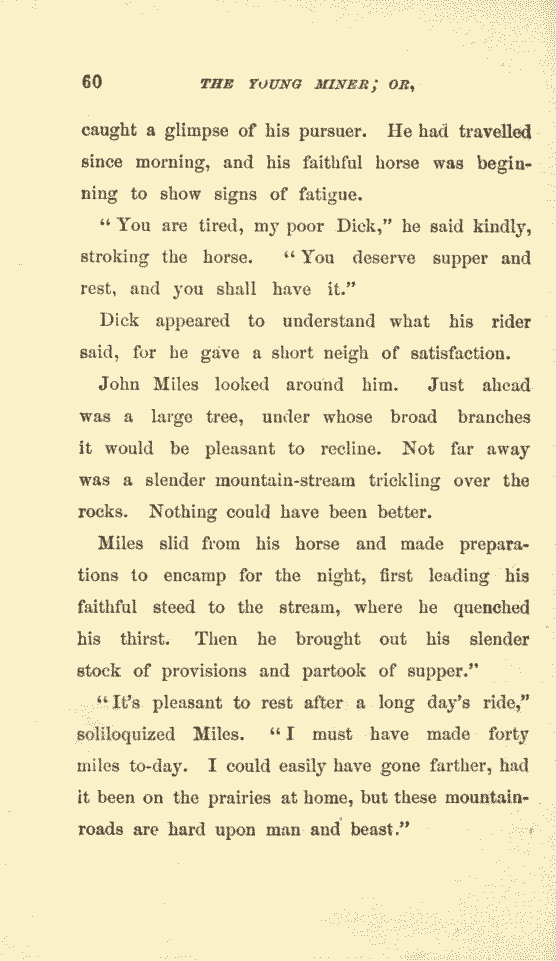 60 THE YOUNG MINER; OR,
caught a glimpse of his pursuer. He had travelled
since morning, and his faithful horse was begin-
ning to show signs of fatigue.
“ You are tired, my poor Dick,” he said kindly,
stroking the horse. “ You deserve supper and
rest, and you shall have it.”
Dick appeared to understand what his rider
said, for he gave a short neigh of satisfaction.
John Miles looked around him. Just ahead
was a large tree, under whose broad branches
it would be pleasant to recline. Not far away
was a slender mountain-stream trickling over the
rocks. Nothing could have been better.
Miles slid from his horse and made prepara-
tions to encamp for the night, first leading his
faithful steed to the stream, where he quenched
his thirst. Then he brought out his slender
stock of provisions and partook of supper.”
“ It’s pleasant to rest after a long day’s ride,”
soliloquized Miles. “ I must have made forty
miles to-day. I could easily have gone farther, had
it been on the prairies at home, but these mountain-
roads are hard upon man and beast.”